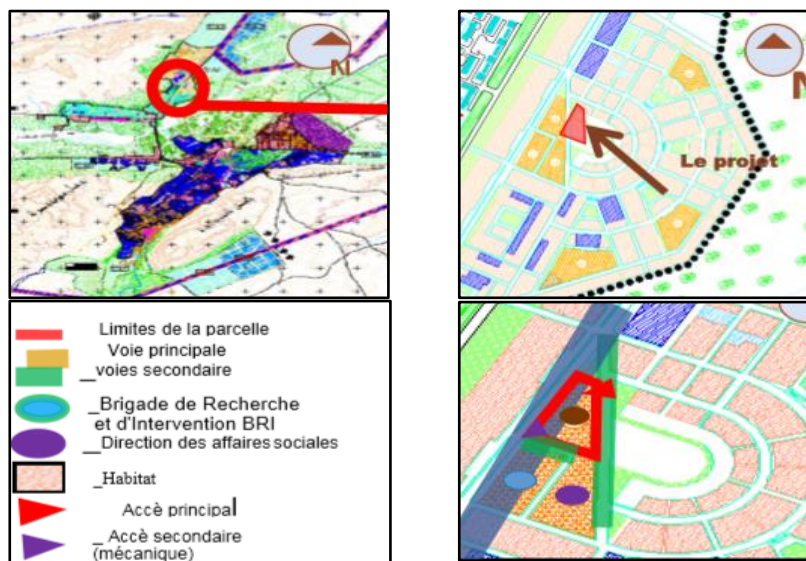 N
N
Le projet
Limites de la parcelle
Voie principale
_voies secondaire
_Brigade de Recherche
et d'Intervention BRI
_Direction des affaires sociales
_Habitat
Accè principal
_ Accè secondaire
(mécanique)